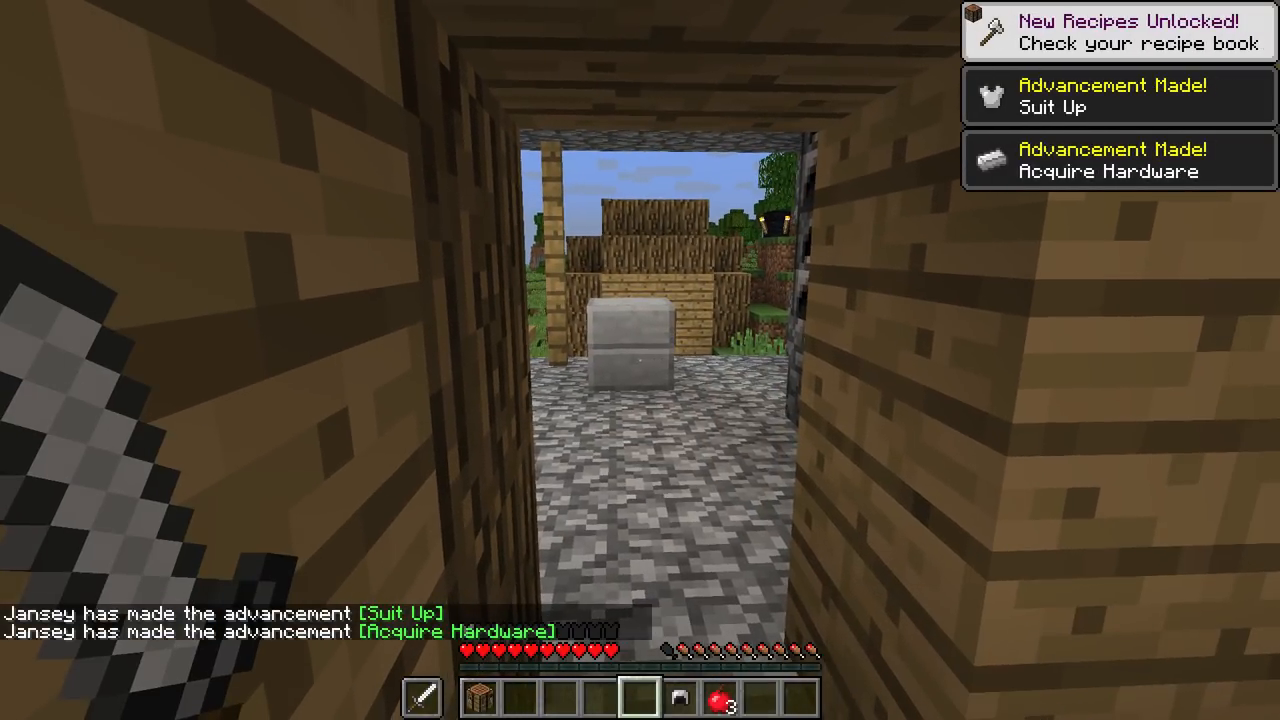 New Recipes Unlocked!
Check your recipe book
Advancement Made!
Suit Up
Advancement Made!
Acquire Hardware
Jansey has made the advancement [Suit Up]
Jansey has made the advancement [Acquire Hardware]
3